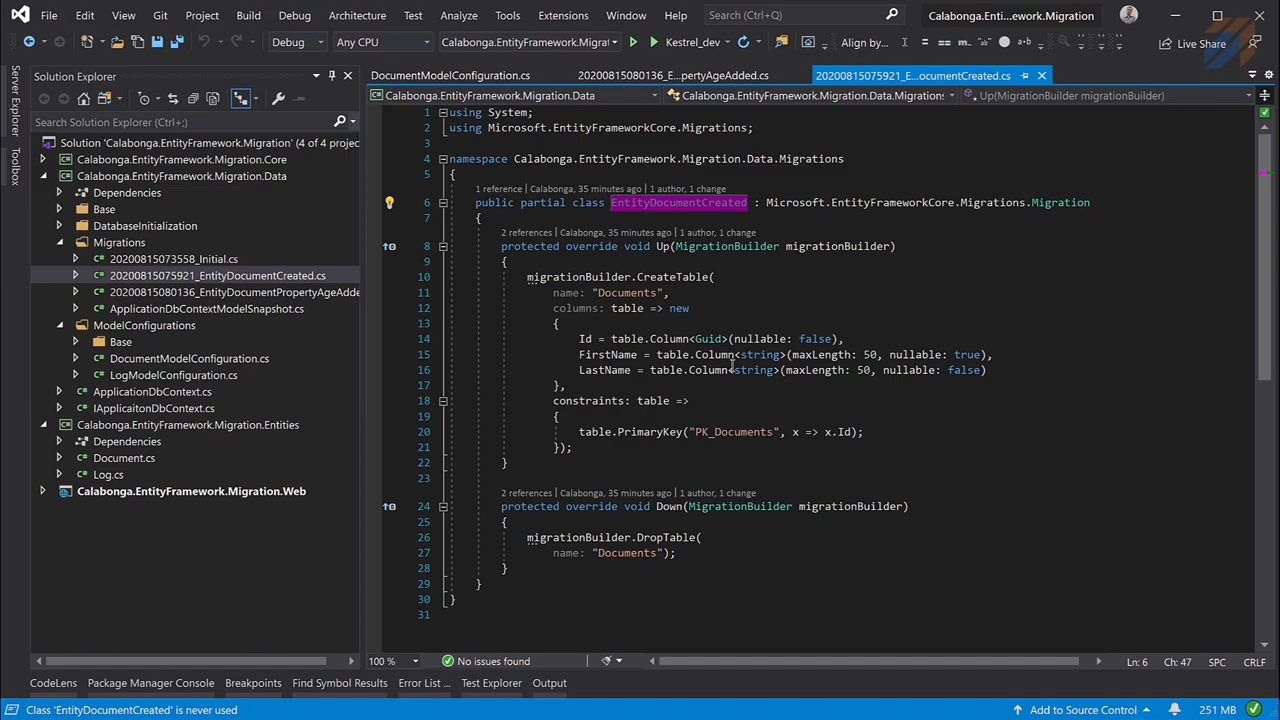 File Edit View Git Project Build Debug Architecture Test Analyze Tools Extensions Window Help Search (Ctrl+Q) Calabonga.Enti...ework.Migration
Debug Any CPU Calabonga.EntityFramework.Migrat Kestrel_dev Align by... Live Share
Server Explorer
Toolbox
Solution Explorer
Search Solution Explorer (Ctrl+;)
Solution 'Calabonga.EntityFramework.Migration' (4 of 4 projec
Calabonga.EntityFramework.Migration.Core
Calabonga.EntityFramework.Migration.Data
Dependencies
Base
DatabaseInitialization
Migrations
20200815073558_Initial.cs
20200815075921_EntityDocumentCreated.cs
20200815080136_EntityDocumentPropertyAgeAdde
ApplicationDbContextModelSnapshot.cs
ModelConfigurations
Base
DocumentModelConfiguration.cs
LogModelConfiguration.cs
ApplicationDbContext.cs
IApplicaitonDbContext.cs
Calabonga.EntityFramework.Migration.Entities
Dependencies
Document.cs
Log.cs
Calabonga.EntityFramework.Migration.Web
DocumentModelConfiguration.cs 20200815080136_E...pertyAgeAdded.cs 20200815075921_E...ocumentCreated.cs
Calabonga.EntityFramework.Migration.Data Calabonga.EntityFramework.Migration.Data.Migration: Up(MigrationBuilder migrationBuilder)
1 using System;
2 using Microsoft.EntityFrameworkCore.Migrations;
4 namespace Calabonga.EntityFramework.Migration.Data.Migrations
5 {
1 reference | Calabonga, 35 minutes ago | 1 author, 1 change
6 public partial class EntityDocumentCreated : Microsoft.EntityFrameworkCore.Migrations.Migration
7 {
2 references | Calabonga, 35 minutes ago | 1 author, 1 change
8 protected override void Up(MigrationBuilder migrationBuilder)
9 {
10 migrationBuilder.CreateTable(
11 name: "Documents",
12 columns: table => new
13 {
14 Id = table.Column<Guid>(nullable: false),
15 FirstName = table.Column<string>(maxLength: 50, nullable: true),
16 LastName = table.Column<string>(maxLength: 50, nullable: false)
17 },
18 constraints: table =>
19 {
20 table.PrimaryKey("PK_Documents", x => x.Id);
21 });
22 }
23
2 references | Calabonga, 35 minutes ago | 1 author, 1 change
24 protected override void Down(MigrationBuilder migrationBuilder)
25 {
26 migrationBuilder.DropTable(
27 name: "Documents");
28 }
29 }
30 }
31
100 % No issues found Ln: 6 Ch: 47 SPC CRLF
CodeLens Package Manager Console Breakpoints Find Symbol Results Error List ... Test Explorer Output
Class 'EntityDocumentCreated' is never used Add to Source Control 251 MB